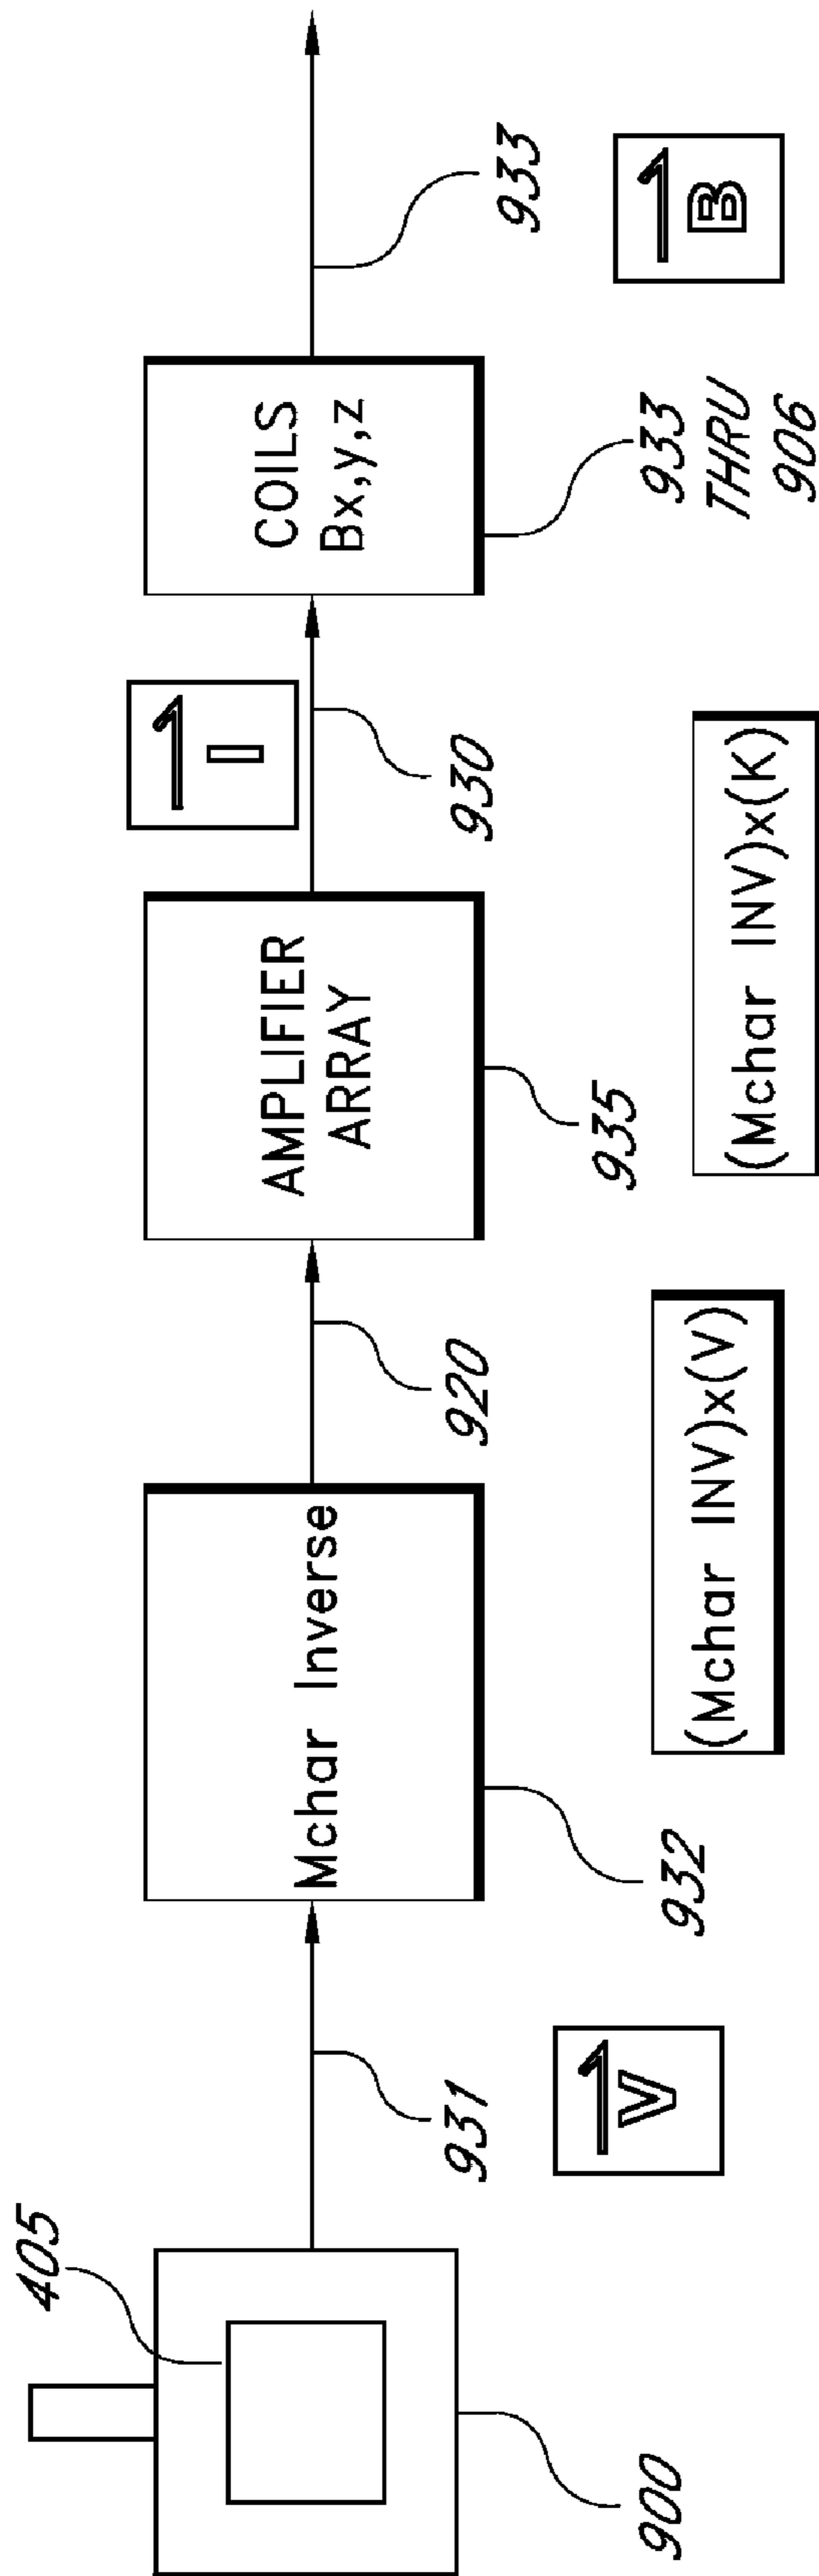 405
900
931
V
Mchar Inverse
932
920
(Mchar INV)x(V)
AMPLIFIER
ARRAY
935
I
930
(Mchar INV)x(K)
COILS
Bx,y,z
933
THRU
906
933
B